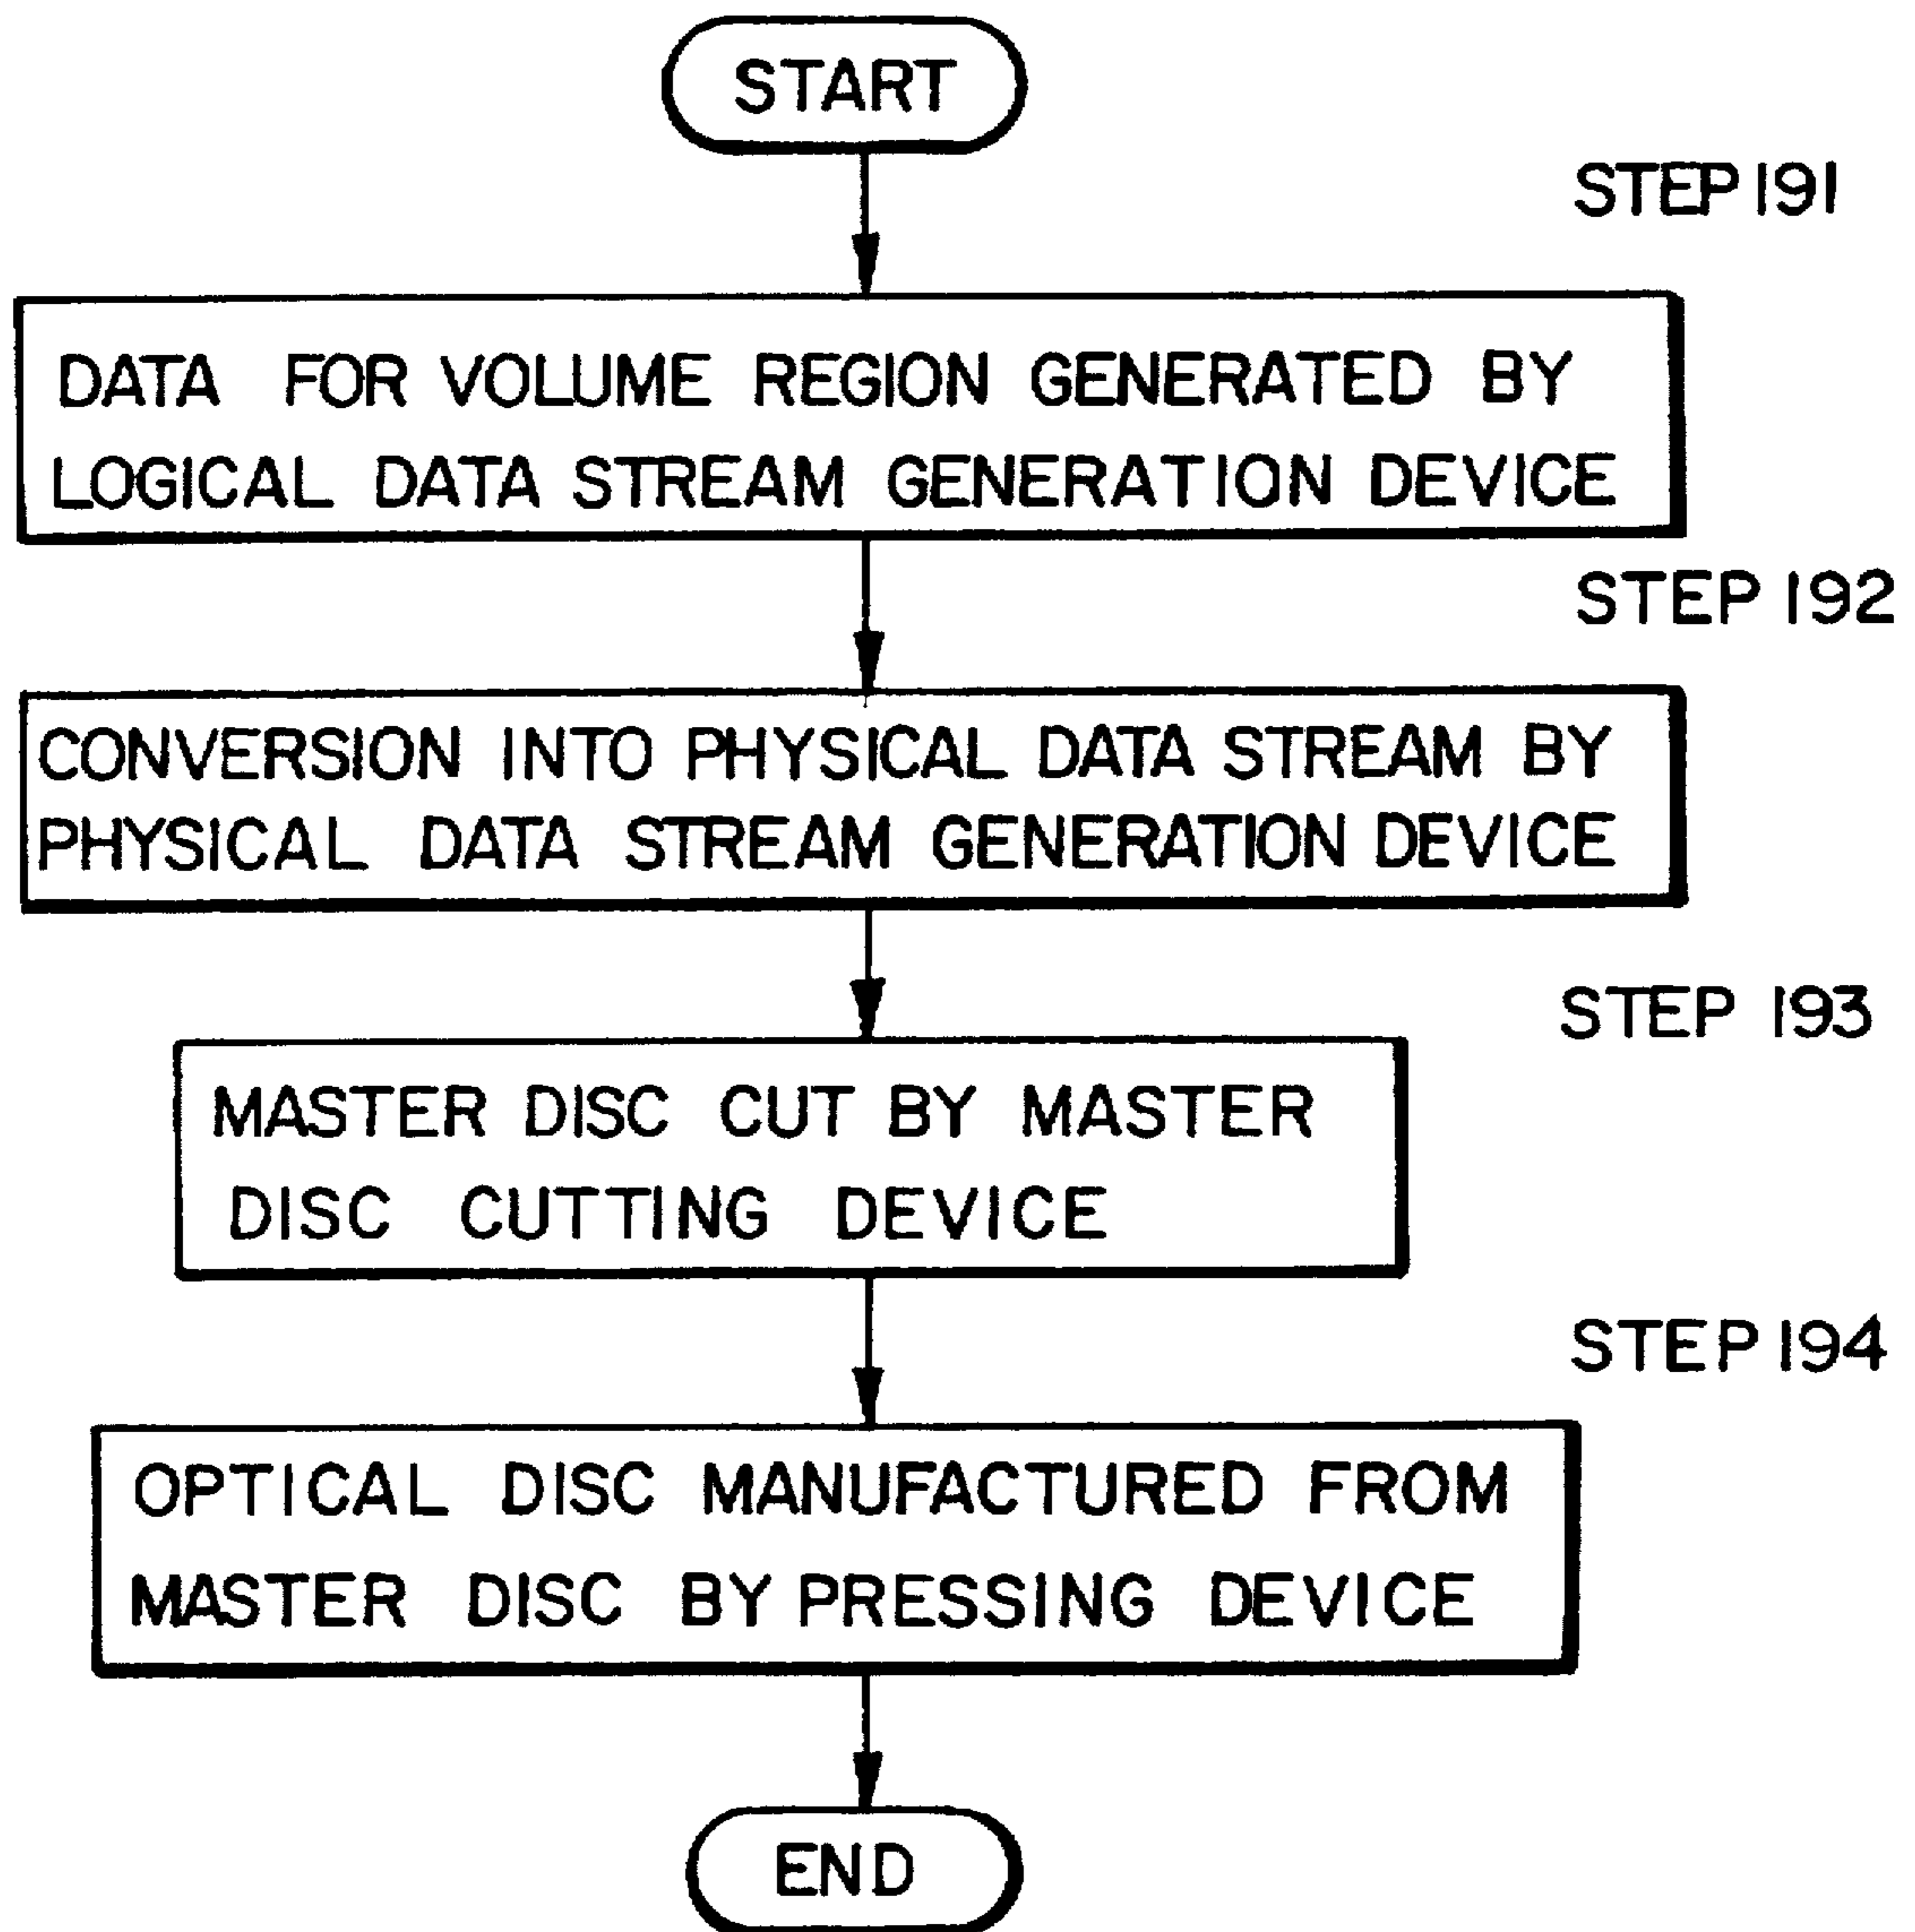 START
STEP 191
DATA FOR VOLUME REGION GENERATED BY
LOGICAL DATA STREAM GENERATION DEVICE
STEP 192
CONVERSION INTO PHYSICAL DATA STREAM BY
PHYSICAL DATA STREAM GENERATION DEVICE
STEP 193
MASTER DISC CUT BY MASTER
DISC CUTTING DEVICE
STEP 194
OPTICAL DISC MANUFACTURED FROM
MASTER DISC BY PRESSING DEVICE
END